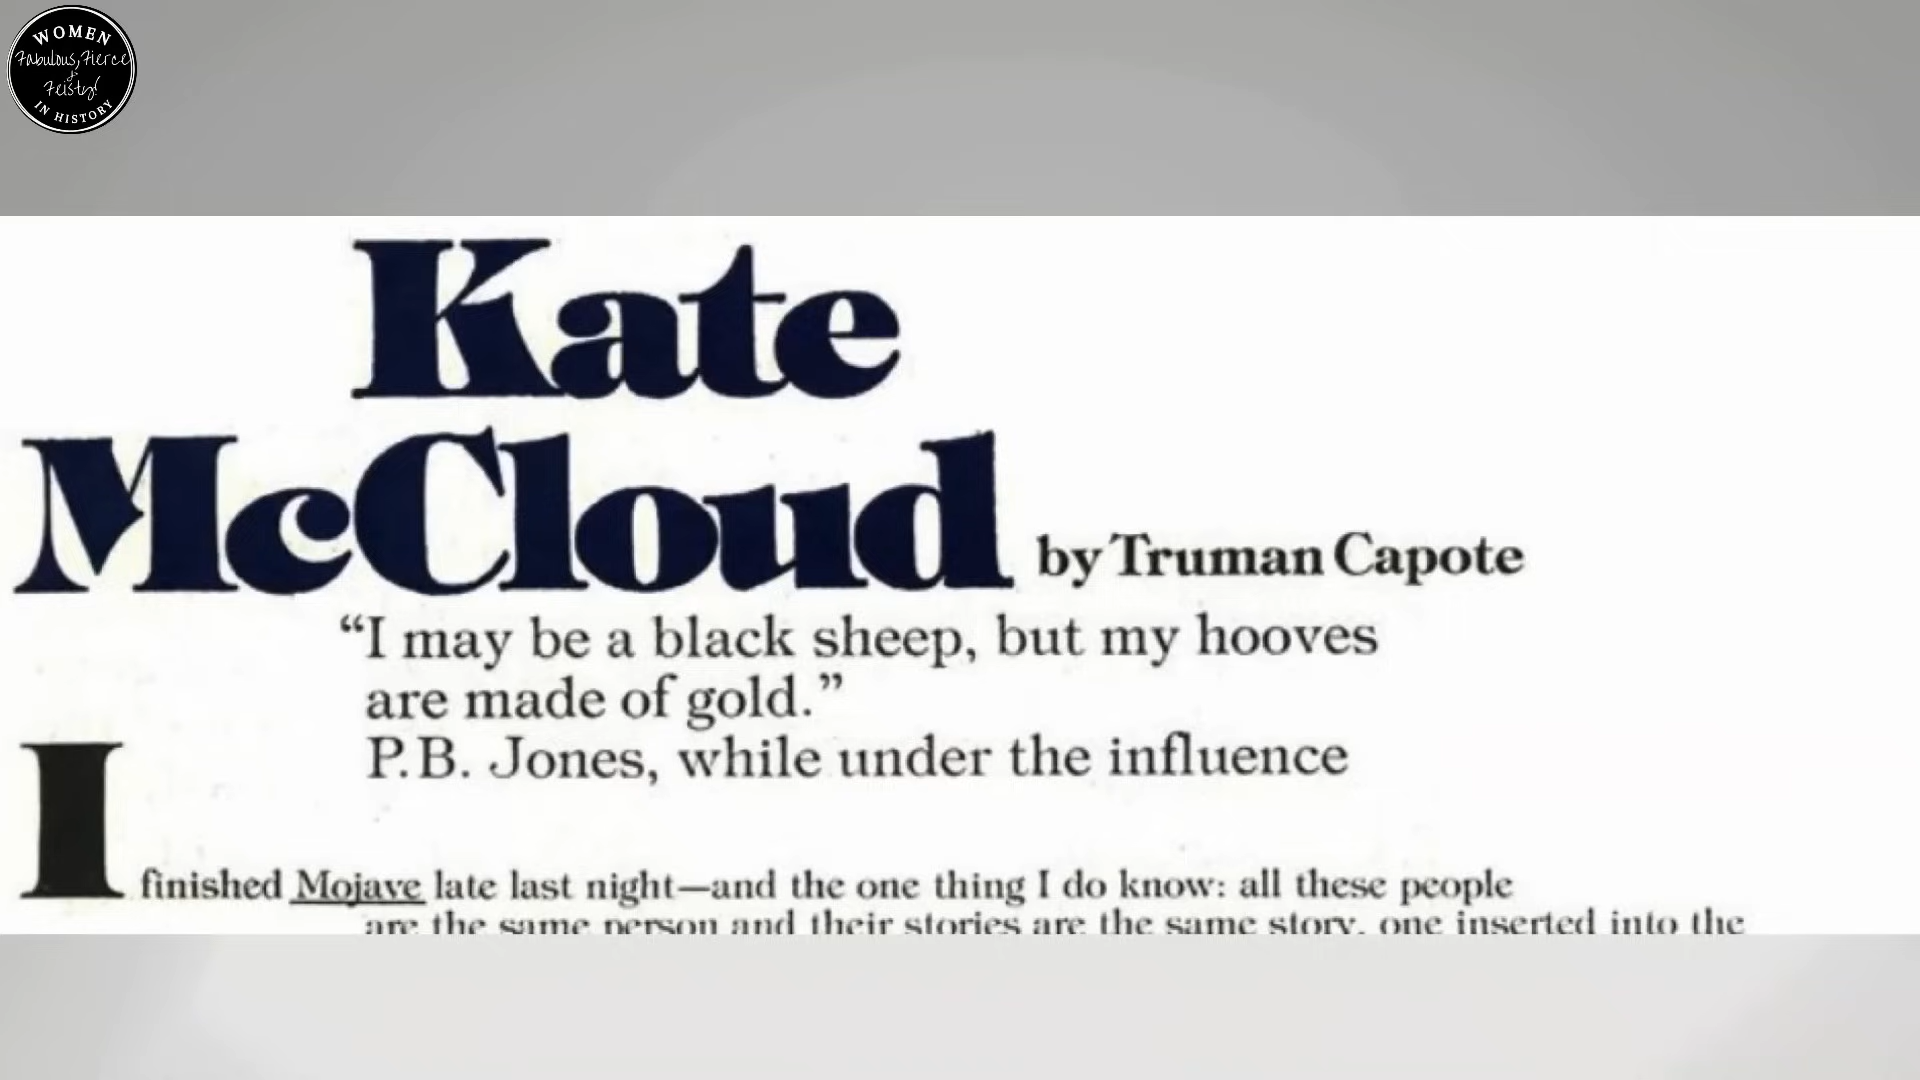 WOMEN
Fabulous, Fierce
&
Feisty!
IN HISTORY
Kate
McCloud by Truman Capote
“I may be a black sheep, but my hooves
are made of gold.”
P.B. Jones, while under the influence
I finished Mojave late last night—and the one thing I do know: all these people
are the same person and their stories are the same story, one inserted into the